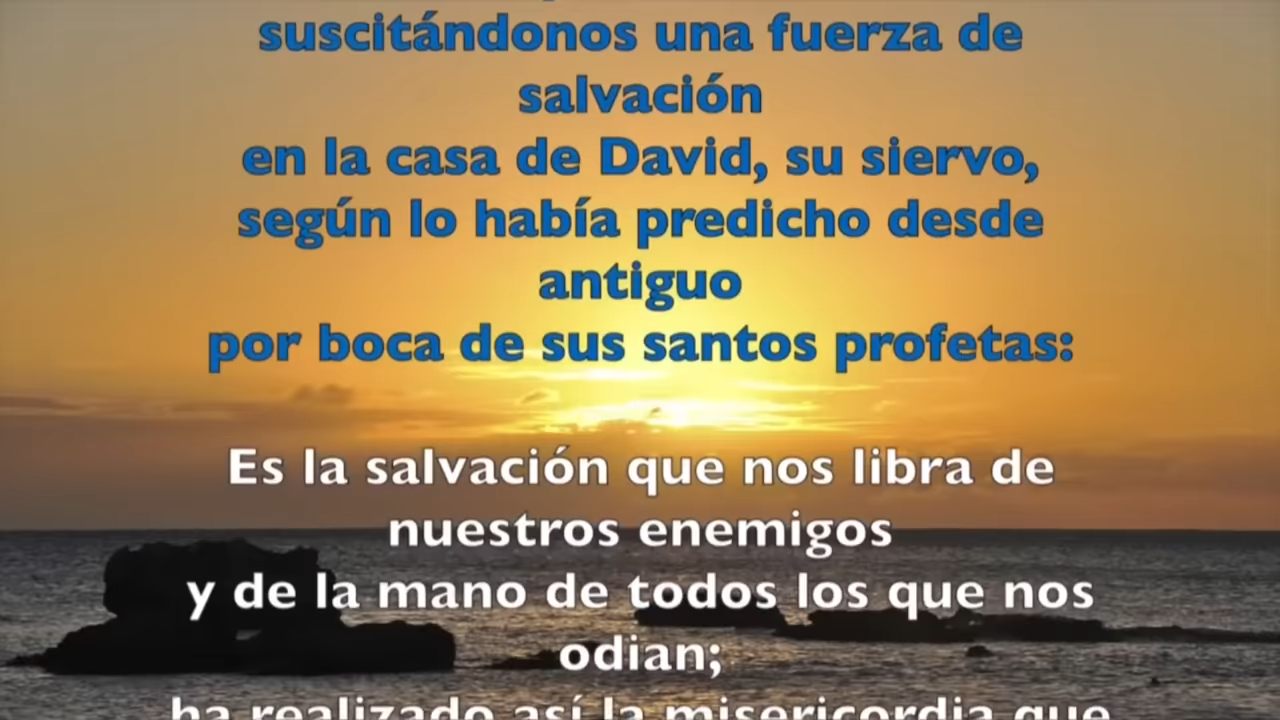 suscitándonos una fuerza de
salvación
en la casa de David, su siervo,
según lo había predicho desde
antiguo
por boca de sus santos profetas:
Es la salvación que nos libra de
nuestros enemigos
y de la mano de todos los que nos
odian;
ha realizado así la misericordia que